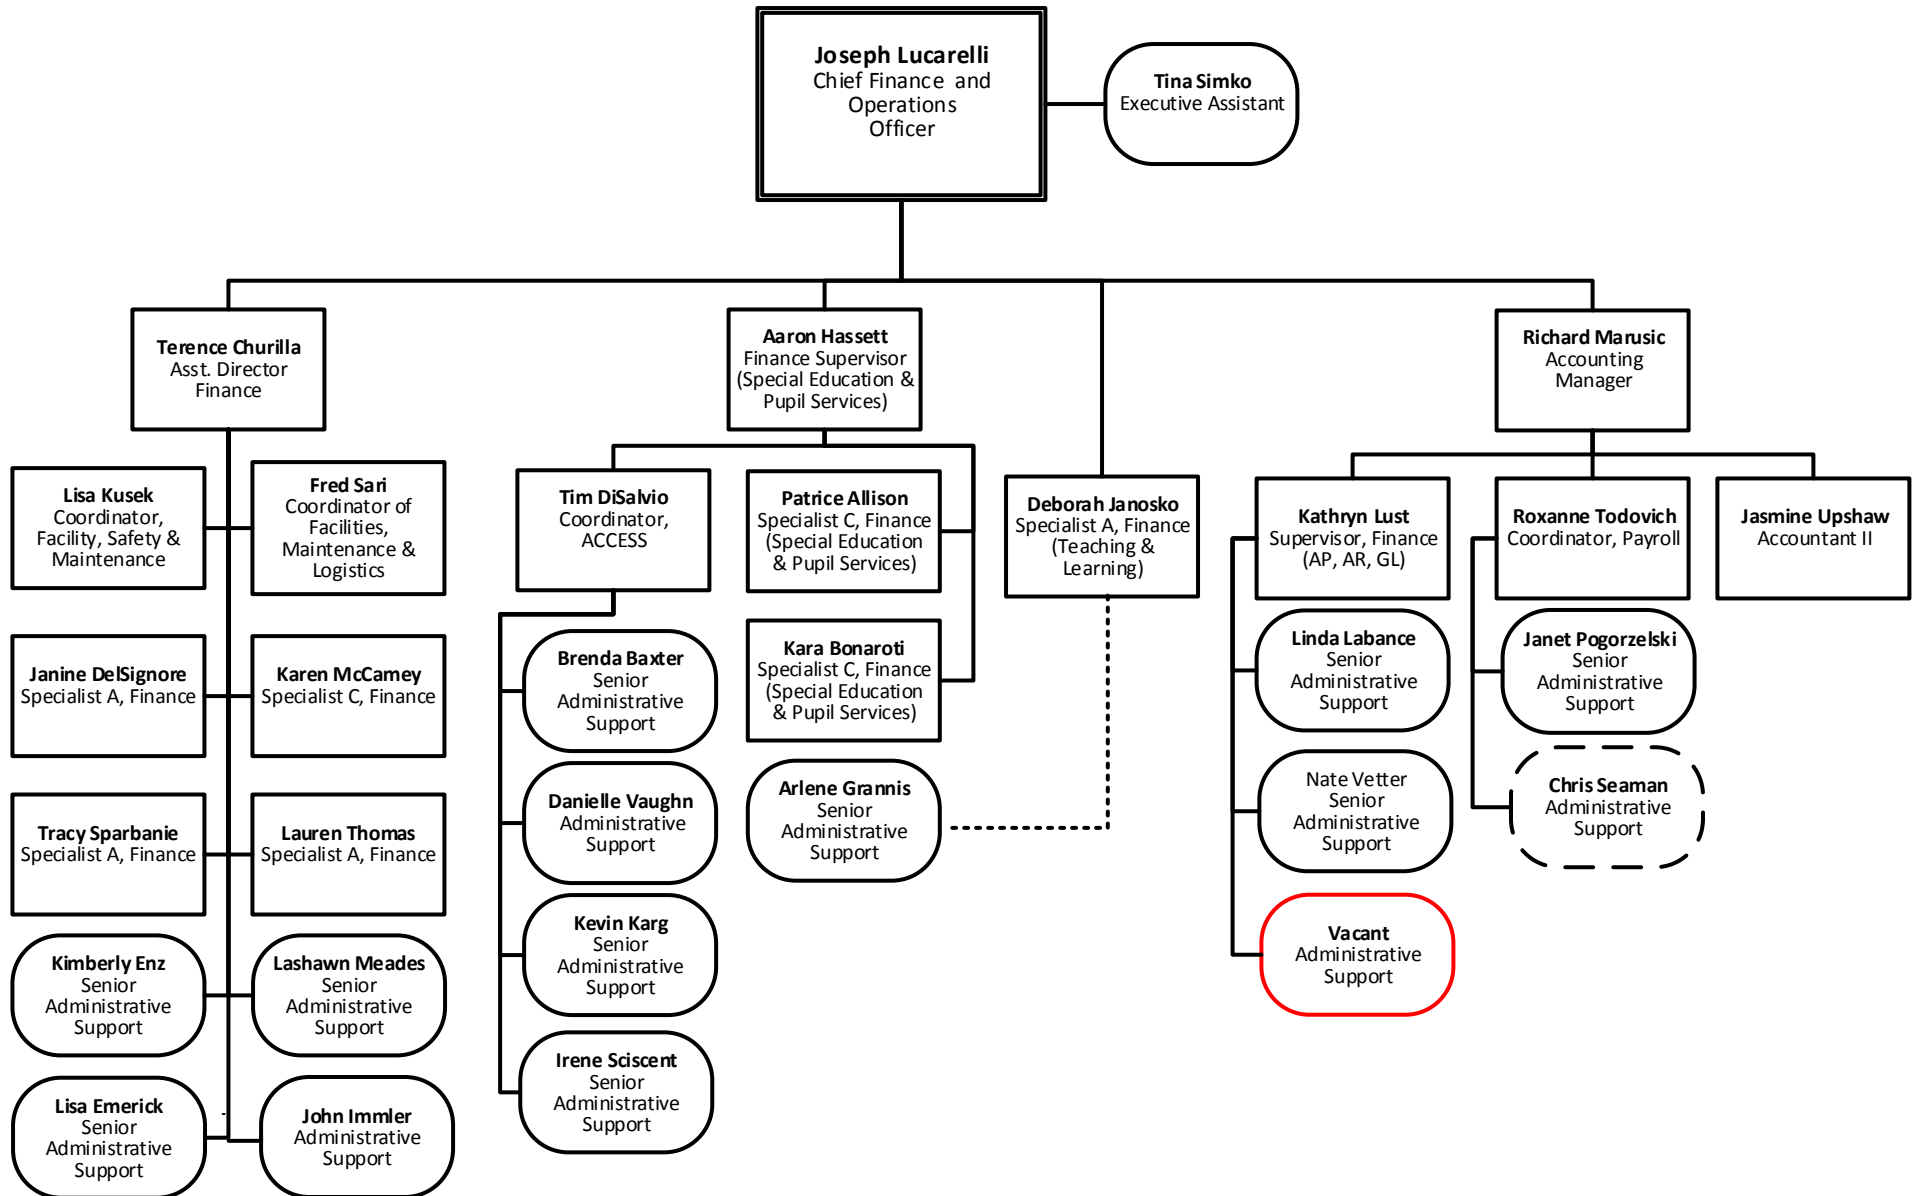 Joseph Lucarelli
Chief Finance and
Operations
Officer
Tina Simko
Executive Assistant
Terence Churilla
Asst. Director
Finance
Aaron Hassett
Finance Supervisor
(Special Education &
Pupil Services)
Richard Marusic
Accounting
Manager
Lisa Kusek
Coordinator,
Facility, Safety &
Maintenance
Fred Sari
Coordinator of
Facilities,
Maintenance &
Logistics
Tim DiSalvio
Coordinator,
ACCESS
Patrice Allison
Specialist C, Finance
(Special Education
& Pupil Services)
Deborah Janosko
Specialist A, Finance
(Teaching &
Learning)
Kathryn Lust
Supervisor, Finance
(AP, AR, GL)
Roxanne Todovich
Coordinator, Payroll
Jasmine Upshaw
Accountant II
Janine DelSignore
Specialist A, Finance
Karen McCamey
Specialist C, Finance
Brenda Baxter
Senior
Administrative
Support
Kara Bonaroti
Specialist C, Finance
(Special Education
& Pupil Services)
Linda Labance
Senior
Administrative
Support
Janet Pogorzelski
Senior
Administrative
Support
Tracy Sparbanie
Specialist A, Finance
Lauren Thomas
Specialist A, Finance
Danielle Vaughn
Administrative
Support
Arlene Grannis
Senior
Administrative
Support
Nate Vetter
Senior
Administrative
Support
Chris Seaman
Administrative
Support
Kimberly Enz
Senior
Administrative
Support
Lashawn Meades
Senior
Administrative
Support
Kevin Karg
Senior
Administrative
Support
Vacant
Administrative
Support
Lisa Emerick
Senior
Administrative
Support
John Immler
Administrative
Support
Irene Sciscent
Senior
Administrative
Support